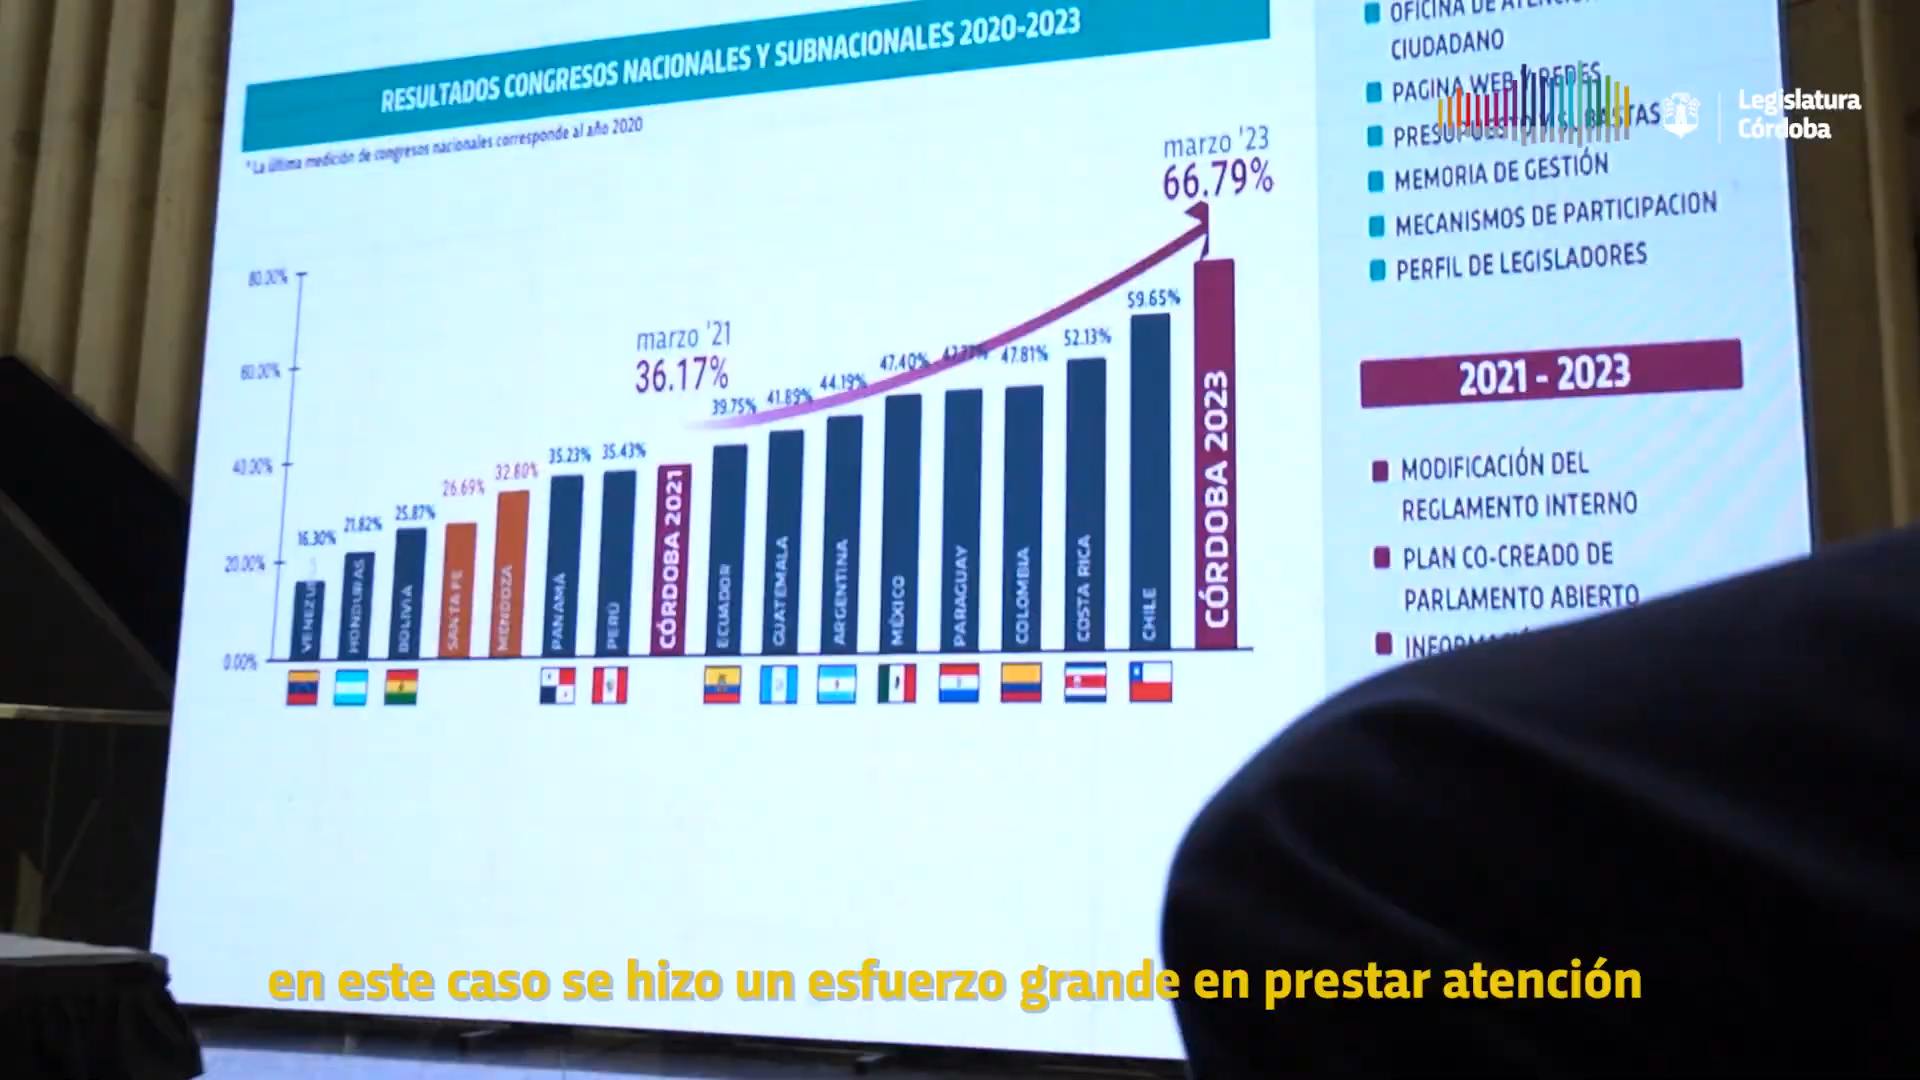 RESULTADOS CONGRESOS NACIONALES Y SUBNACIONALES 2020-2023
* La última medición de congresos nacionales corresponde al año 2020
marzo '23
66.79%
marzo '21
36.17%
80.00%
60.00%
40.00%
20.00%
0.00%
16.30%
21.82%
25.87%
26.69%
32.80%
35.23%
35.43%
39.75%
41.89%
44.19%
47.40%
47.81%
52.13%
59.65%
HONDURAS
BOLIVIA
SANTA FE
MENDOZA
PANAMÁ
PERÚ
CÓRDOBA 2021
ECUADOR
GUATEMALA
ARGENTINA
MÉXICO
PARAGUAY
COLOMBIA
COSTA RICA
CHILE
CÓRDOBA 2023
OFICINA DE
CIUDADANO
PAGINA WEB Y REDES
MEMORIA DE GESTIÓN
MECANISMOS DE PARTICIPACION
PERFIL DE LEGISLADORES
2021 - 2023
MODIFICACIÓN DEL
REGLAMENTO INTERNO
PLAN CO-CREADO DE
PARLAMENTO ABIERTO
Legislatura
Córdoba
en este caso se hizo un esfuerzo grande en prestar atención